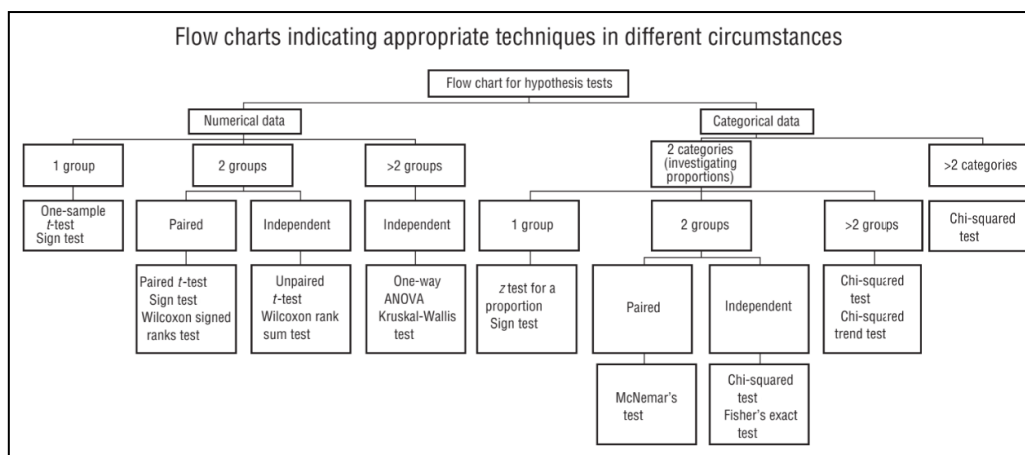 Flow charts indicating appropriate techniques in different circumstances
Flow chart for hypothesis tests
Numerical data
Categorical data
1 group
2 groups
>2 groups
2 categories
(investigating
proportions)
>2 categories
One-sample
t-test
Sign test
Paired
Independent
Independent
1 group
2 groups
>2 groups
Chi-squared
test
Paired t-test
Sign test
Wilcoxon signed
ranks test
Unpaired
t-test
Wilcoxon rank
sum test
One-way
ANOVA
Kruskal-Wallis
test
z test for a
proportion
Sign test
Paired
Independent
Chi-squared
test
Chi-squared
trend test
McNemar's
test
Chi-squared
test
Fisher's exact
test